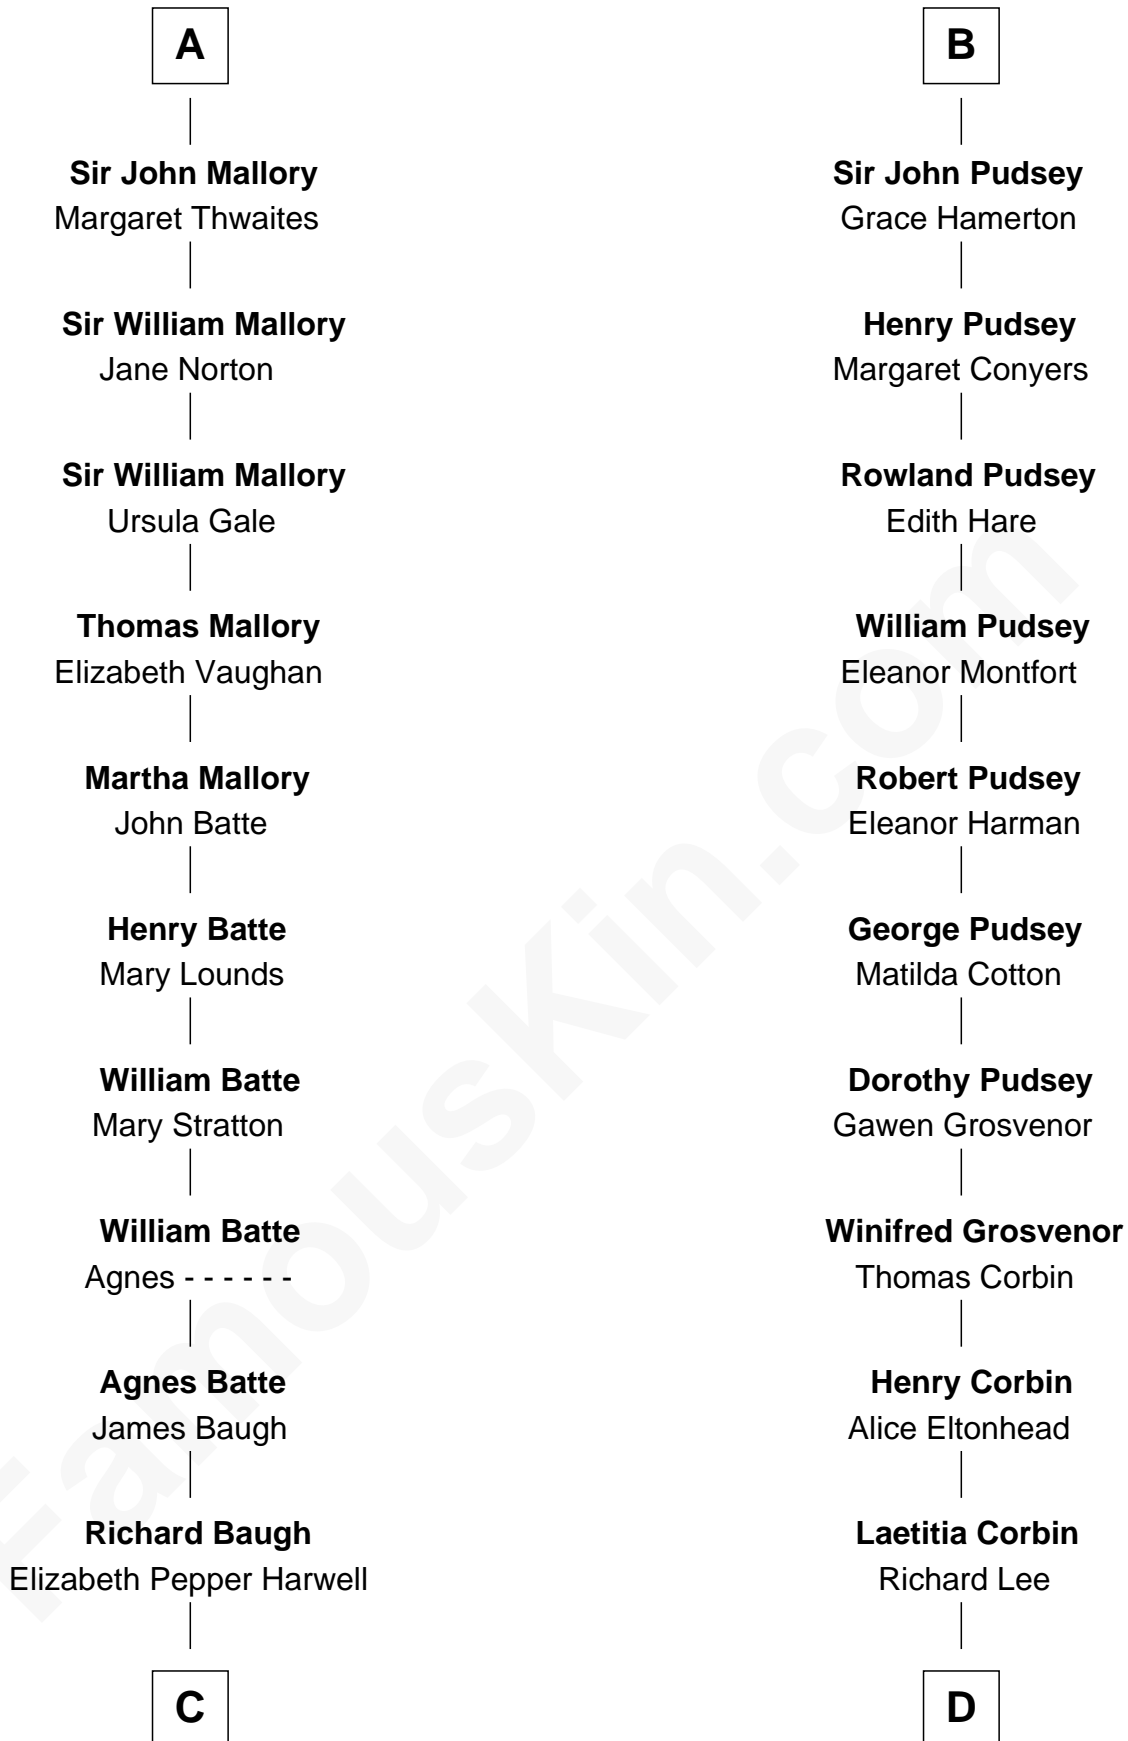 A
Sir John Mallory
Margaret Thwaites
Sir William Mallory
Jane Norton
Sir William Mallory
Ursula Gale
Thomas Mallory
Elizabeth Vaughan
Martha Mallory
John Batte
Henry Batte
Mary Lounds
William Batte
Mary Stratton
William Batte
Agnes - - - - - -
Agnes Batte
James Baugh
Richard Baugh
Elizabeth Pepper Harwell
C
B
Sir John Pudsey
Grace Hamerton
Henry Pudsey
Margaret Conyers
Rowland Pudsey
Edith Hare
William Pudsey
Eleanor Montfort
Robert Pudsey
Eleanor Harman
George Pudsey
Matilda Cotton
Dorothy Pudsey
Gawen Grosvenor
Winifred Grosvenor
Thomas Corbin
Henry Corbin
Alice Eltonhead
Laetitia Corbin
Richard Lee
D
FamousKin.com